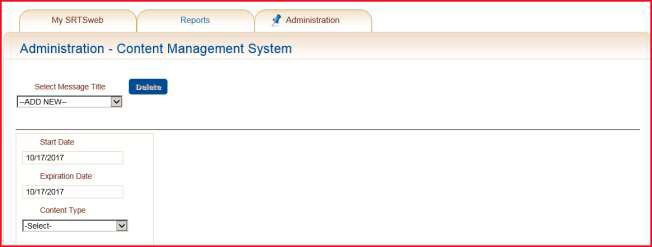 My SRTSweb Reports Administration
Administration - Content Management System
Select Message Title Delete
--ADD NEW--
Start Date
10/17/2017
Expiration Date
10/17/2017
Content Type
-Select-